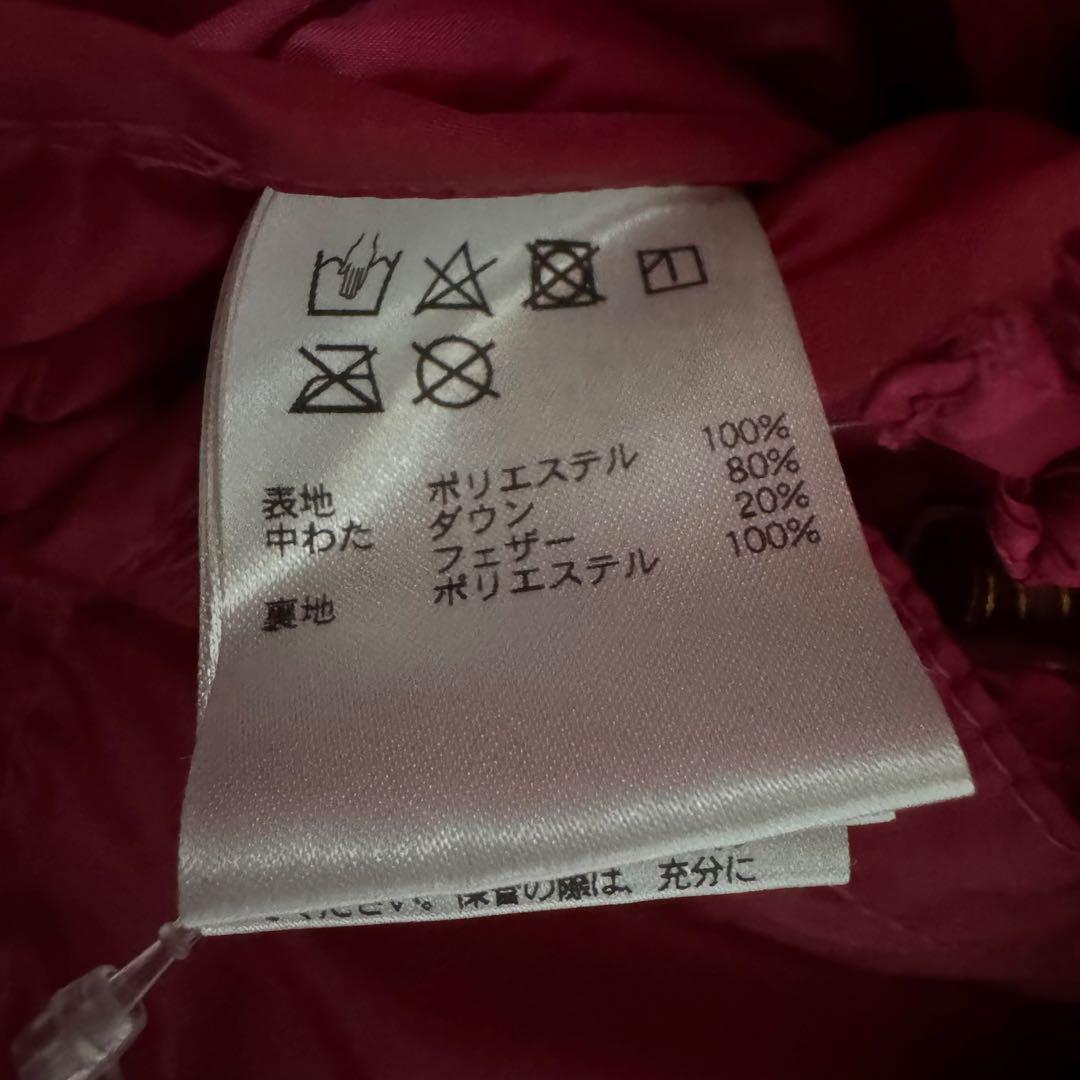 表地 ポリエステル 100%
中わた ダウン 80%
フェザー 20%
裏地 ポリエステル 100%
保管の際は、充分に